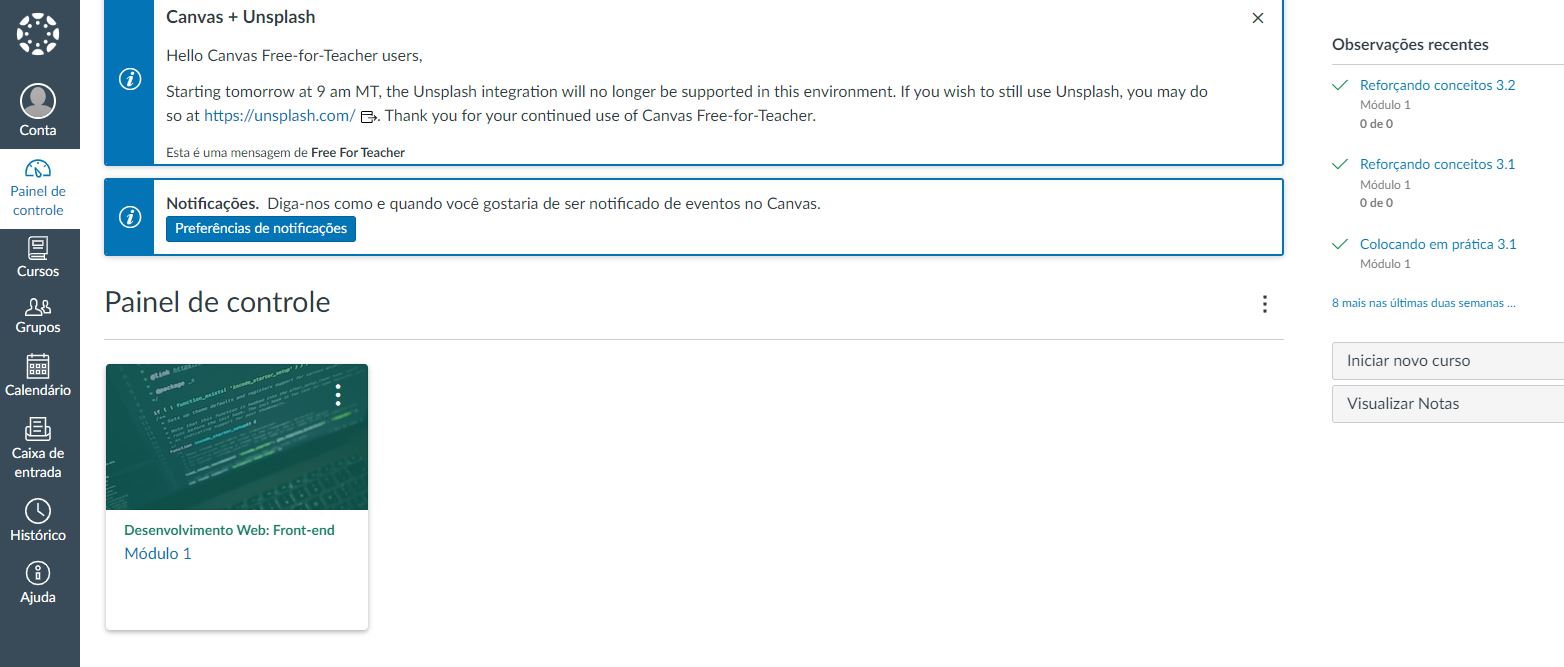 Canvas + Unsplash
Hello Canvas Free-for-Teacher users,
Starting tomorrow at 9 am MT, the Unsplash integration will no longer be supported in this environment. If you wish to still use Unsplash, you may do
so at https://unsplash.com/. Thank you for your continued use of Canvas Free-for-Teacher.
Esta é uma mensagem de Free For Teacher
Notificações. Diga-nos como e quando você gostaria de ser notificado de eventos no Canvas.
Preferências de notificações
Conta
Painel de
controle
Cursos
Grupos
Calendário
Caixa de
entrada
Histórico
Ajuda
Painel de controle
Desenvolvimento Web: Front-end
Módulo 1
Observações recentes
Reforçando conceitos 3.2
Módulo 1
0 de 0
Reforçando conceitos 3.1
Módulo 1
0 de 0
Colocando em prática 3.1
Módulo 1
8 mais nas últimas duas semanas ...
Iniciar novo curso
Visualizar Notas